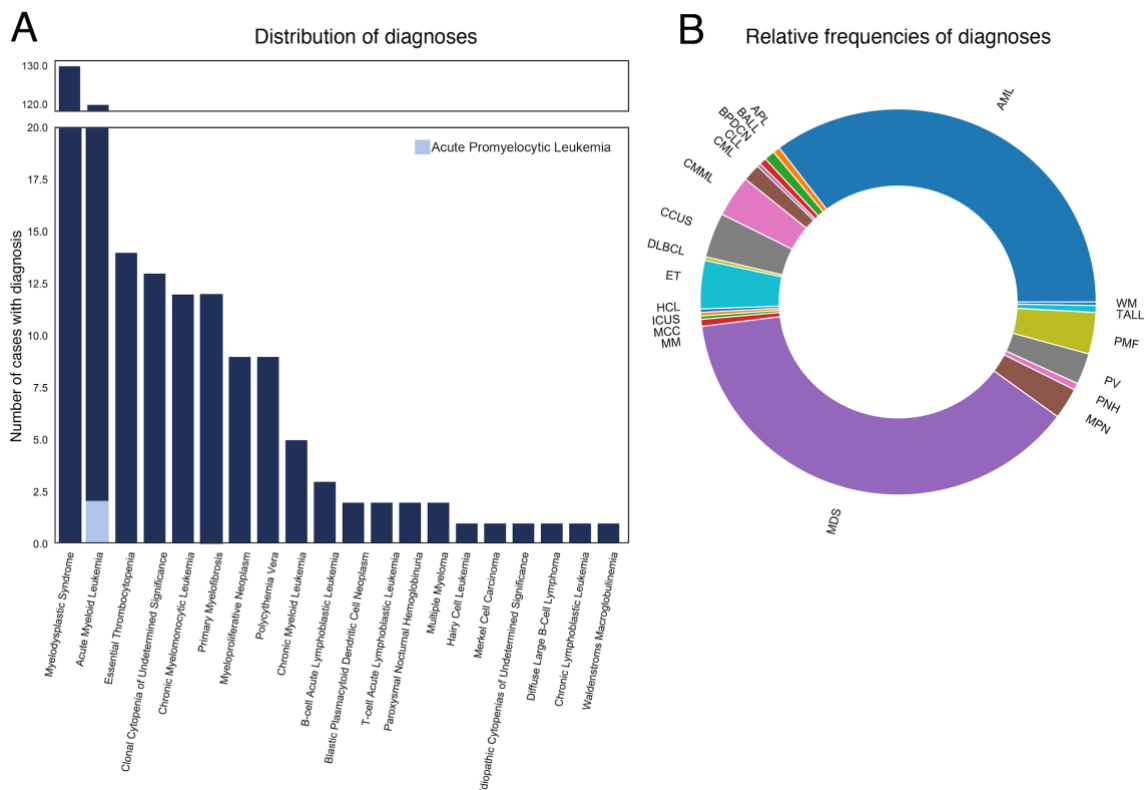 A
Distribution of diagnoses
130.0
120.0
20.0
17.5
15.0
12.5
10.0
7.5
5.0
2.5
0.0
Number of cases with diagnosis
Acute Promyelocytic Leukemia
Myelodysplastic Syndrome
Acute Myeloid Leukemia
Essential Thrombocytopenia
Clonal Cytopenia of Undetermined Significance
Chronic Myelomonocytic Leukemia
Primary Myelofibrosis
Myeloproliferative Neoplasm
Polycythemia Vera
Chronic Myeloid Leukemia
B-cell Acute Lymphoblastic Leukemia
Blastic Plasmacytoid Dendritic Cell Neoplasm
T-cell Acute Lymphoblastic Leukemia
Paroxysmal Nocturnal Hemoglobinuria
Multiple Myeloma
Hairy Cell Leukemia
Merkel Cell Carcinoma
Idiopathic Cytopenias of Undetermined Significance
Diffuse Large B-Cell Lymphoma
Chronic Lymphoblastic Leukemia
Waldenstroms Macroglobulinemia
B
Relative frequencies of diagnoses
AML
APL
BALL
BPDCN
CLL
CML
CMML
CCUS
DLBCL
ET
HCL
ICUS
MCC
MM
MDS
MPN
PNH
PV
PMF
TALL
WM